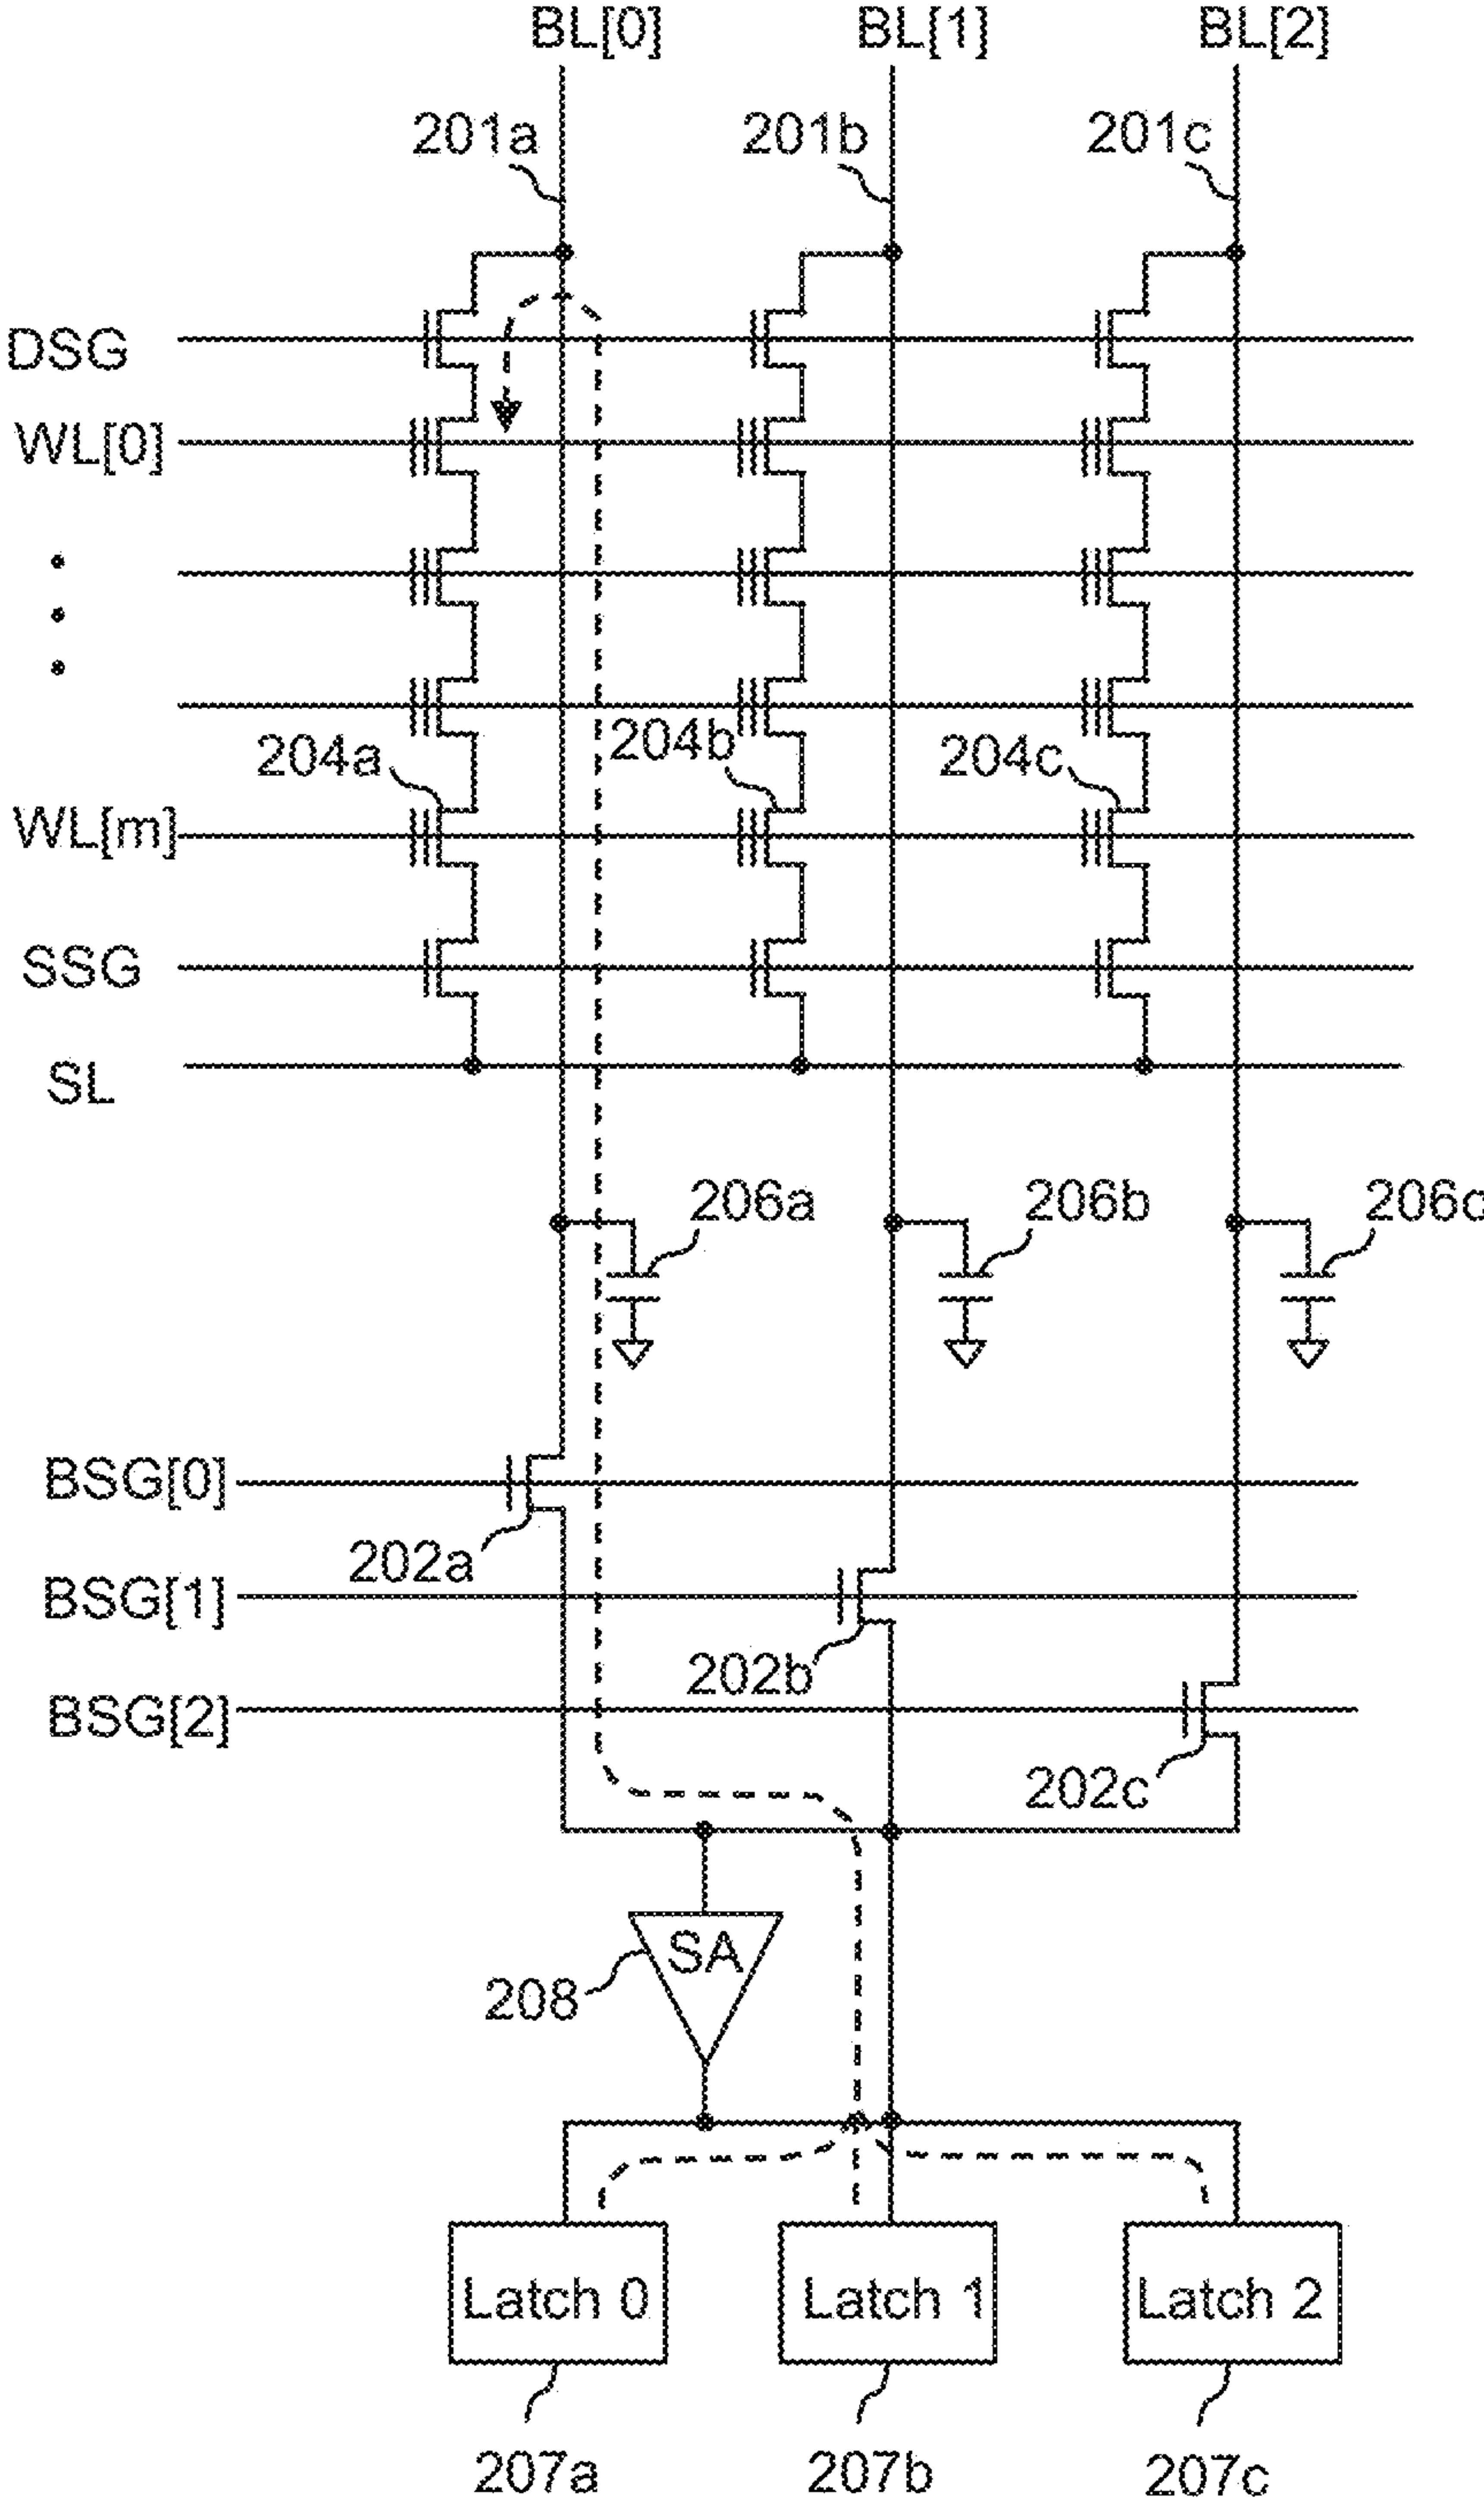 BL[0] BL[1] BL[2]
201a 201b 201c
DSG
WL[0]
204a 204b 204c
WL[m]
SSG
SL
206a 206b 206c
BSG[0]
202a
BSG[1]
202b
BSG[2]
202c
SA
208
Latch 0 Latch 1 Latch 2
207a 207b 207c